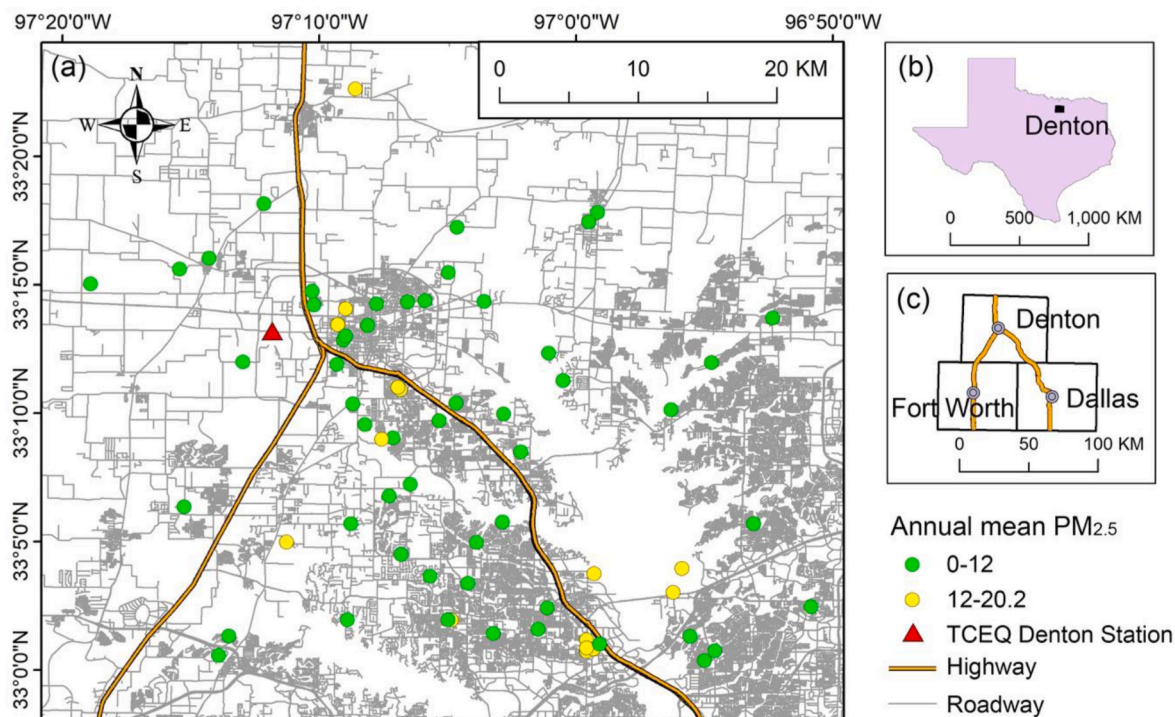 97°20'0"W 97°10'0"W 97°0'0"W 96°50'0"W
(a)
0 10 20 KM
N
W E
S
33°20'0"N
33°15'0"N
33°10'0"N
33°5'0"N
33°0'0"N
(b)
Denton
0 500 1,000 KM
(c)
Denton
Fort Worth
Dallas
0 50 100 KM
Annual mean PM2.5
0-12
12-20.2
TCEQ Denton Station
Highway
Roadway